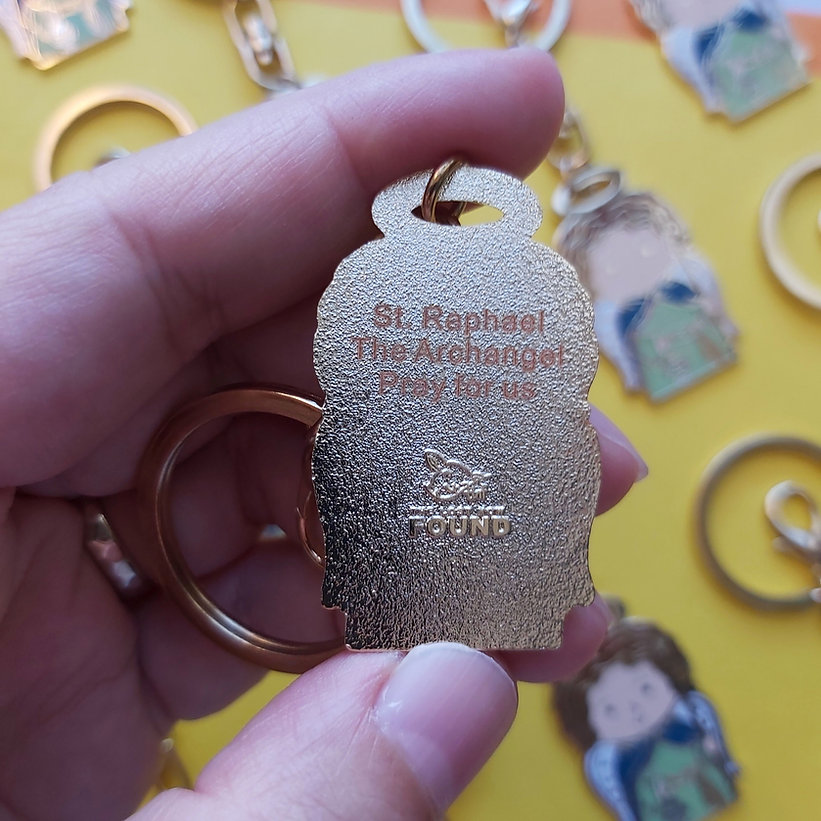 St. Raphael
The Archangel
Pray for us
FOUND